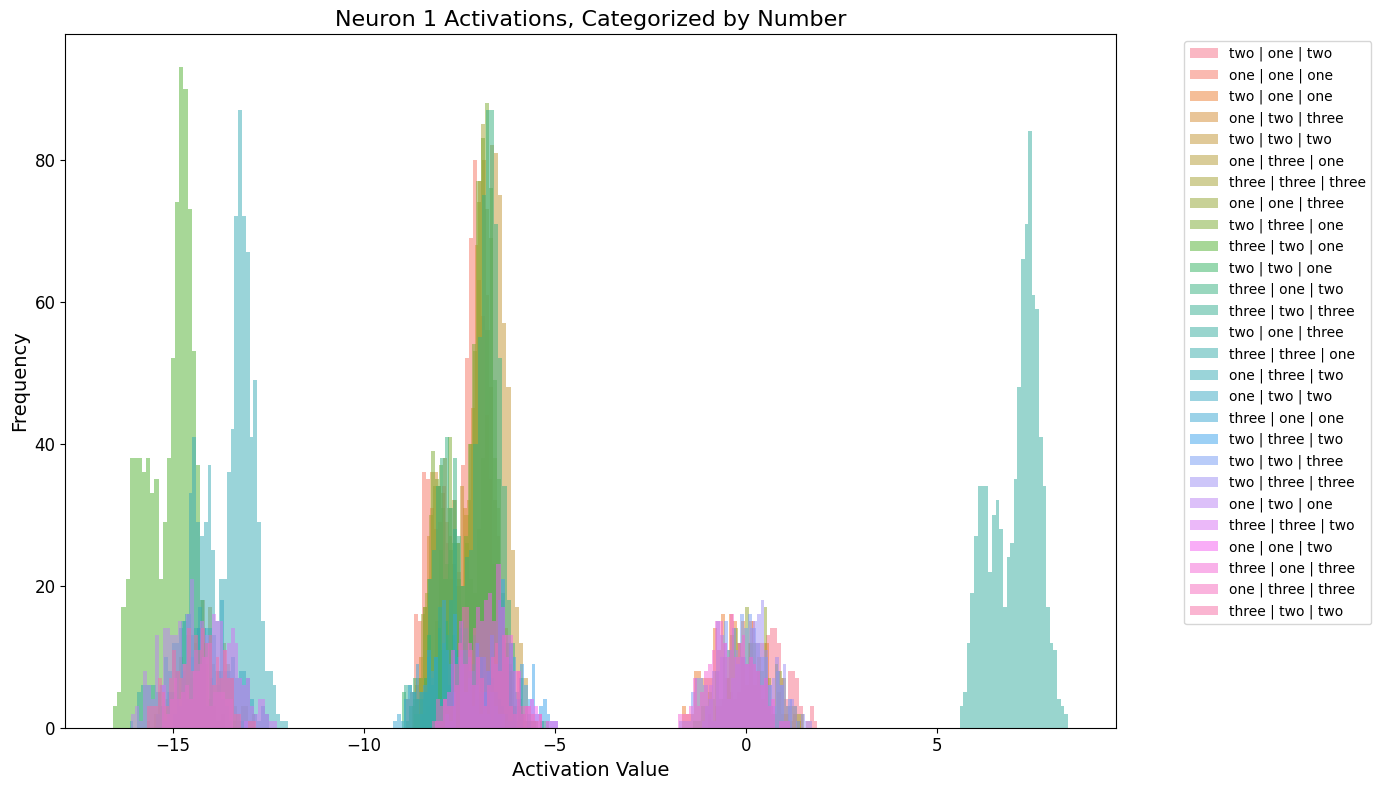 Neuron 1 Activations, Categorized by Number
Frequency
80
60
40
20
0
−15
−10
−5
0
5
Activation Value
two | one | two
one | one | one
two | one | one
one | two | three
two | two | two
one | three | one
three | three | three
one | one | three
two | three | one
three | two | one
two | two | one
three | one | two
three | two | three
two | one | three
three | three | one
one | three | two
one | two | two
three | one | one
two | three | two
two | two | three
two | three | three
one | two | one
three | three | two
one | one | two
three | one | three
one | three | three
three | two | two